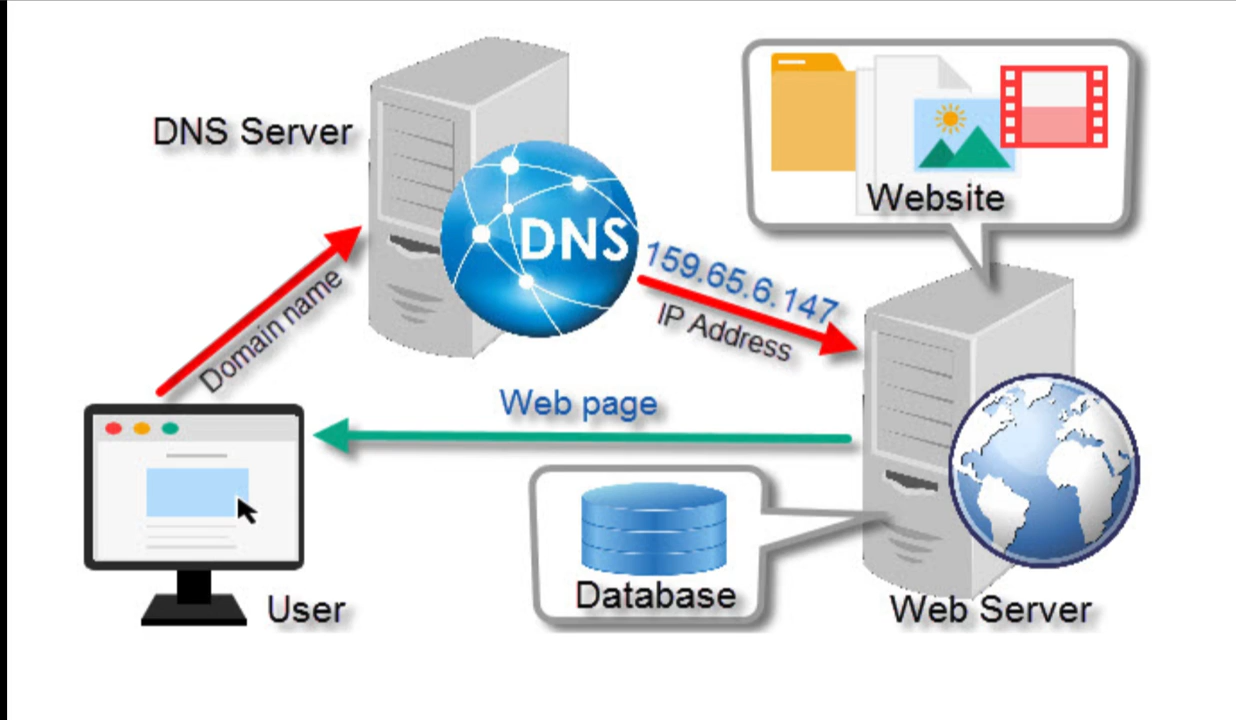 DNS Server
DNS
Website
159.65.6.147
IP Address
Domain name
Web page
Database
User
Web Server